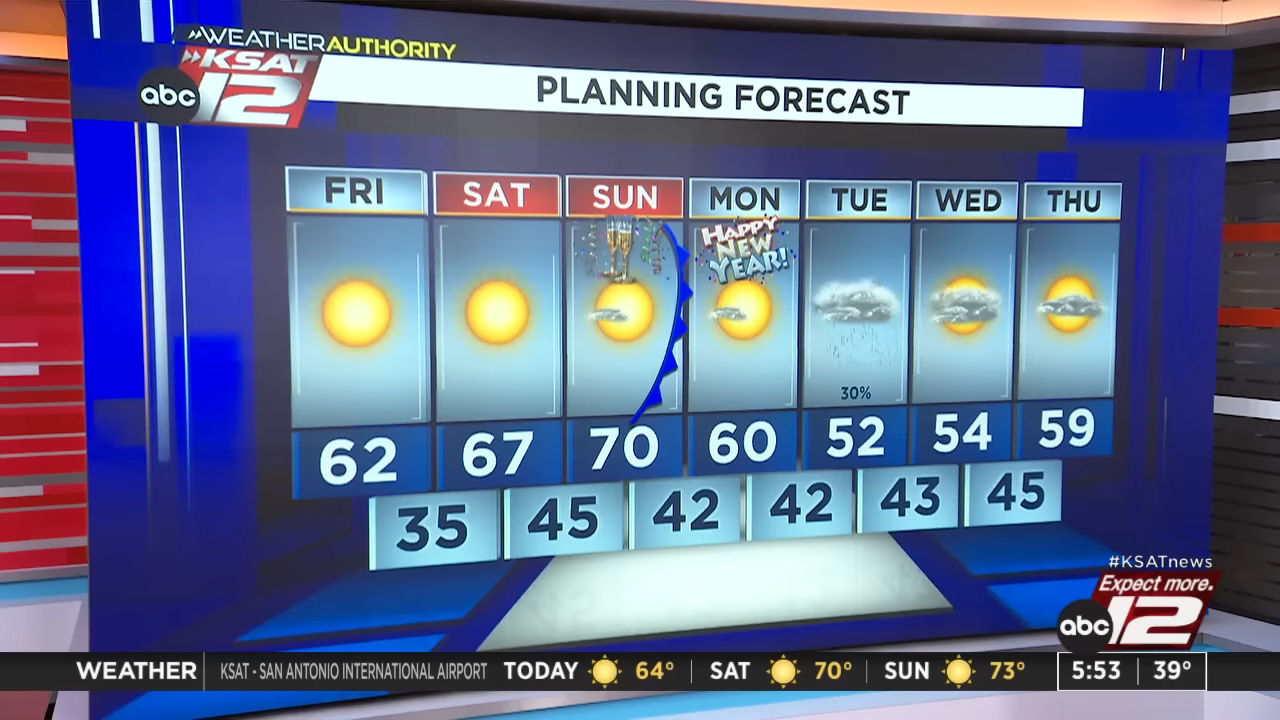 WEATHERAUTHORITY
KSAT
abc 12
PLANNING FORECAST
FRI SAT SUN MON TUE WED THU
HAPPY
NEW
YEAR!
30%
62 67 70 60 52 54 59
35 45 42 42 43 45
#KSATnews
Expect more.
abc 12
WEATHER KSAT - SAN ANTONIO INTERNATIONAL AIRPORT TODAY 64° SAT 70° SUN 73° 5:53 39°